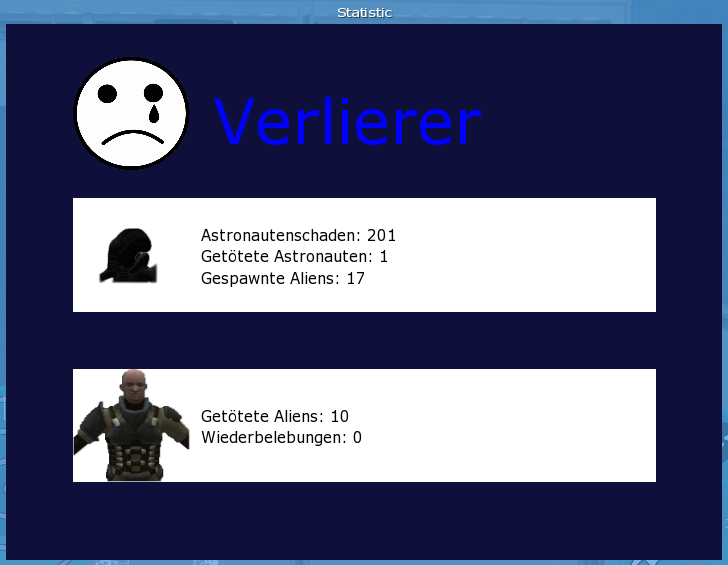 Statistic
Verlierer
Astronautenschaden: 201
Getötete Astronauten: 1
Gespawnte Aliens: 17
Getötete Aliens: 10
Wiederbelebungen: 0